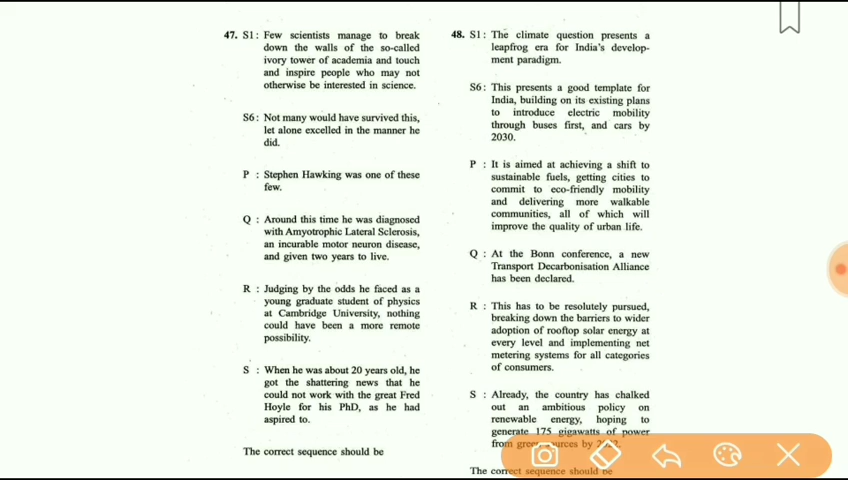 47. S1: Few scientists manage to break
down the walls of the so-called
ivory tower of academia and touch
and inspire people who may not
otherwise be interested in science.
S6: Not many would have survived this,
let alone excelled in the manner he
did.
P : Stephen Hawking was one of these
few.
Q : Around this time he was diagnosed
with Amyotrophic Lateral Sclerosis,
an incurable motor neuron disease,
and given two years to live.
R : Judging by the odds he faced as a
young graduate student of physics
at Cambridge University, nothing
could have been a more remote
possibility.
S : When he was about 20 years old, he
got the shattering news that he
could not work with the great Fred
Hoyle for his PhD, as he had
aspired to.
The correct sequence should be
48. S1: The climate question presents a
leapfrog era for India's develop-
ment paradigm.
S6: This presents a good template for
India, building on its existing plans
to introduce electric mobility
through buses first, and cars by
2030.
P : It is aimed at achieving a shift to
sustainable fuels, getting cities to
commit to eco-friendly mobility
and delivering more walkable
communities, all of which will
improve the quality of urban life.
Q : At the Bonn conference, a new
Transport Decarbonisation Alliance
has been declared.
R : This has to be resolutely pursued,
breaking down the barriers to wider
adoption of rooftop solar energy at
every level and implementing net
metering systems for all categories
of consumers.
S : Already, the country has chalked
out an ambitious policy on
renewable energy, hoping to
generate 175 gigawatts of power
from by
The correct sequence should be